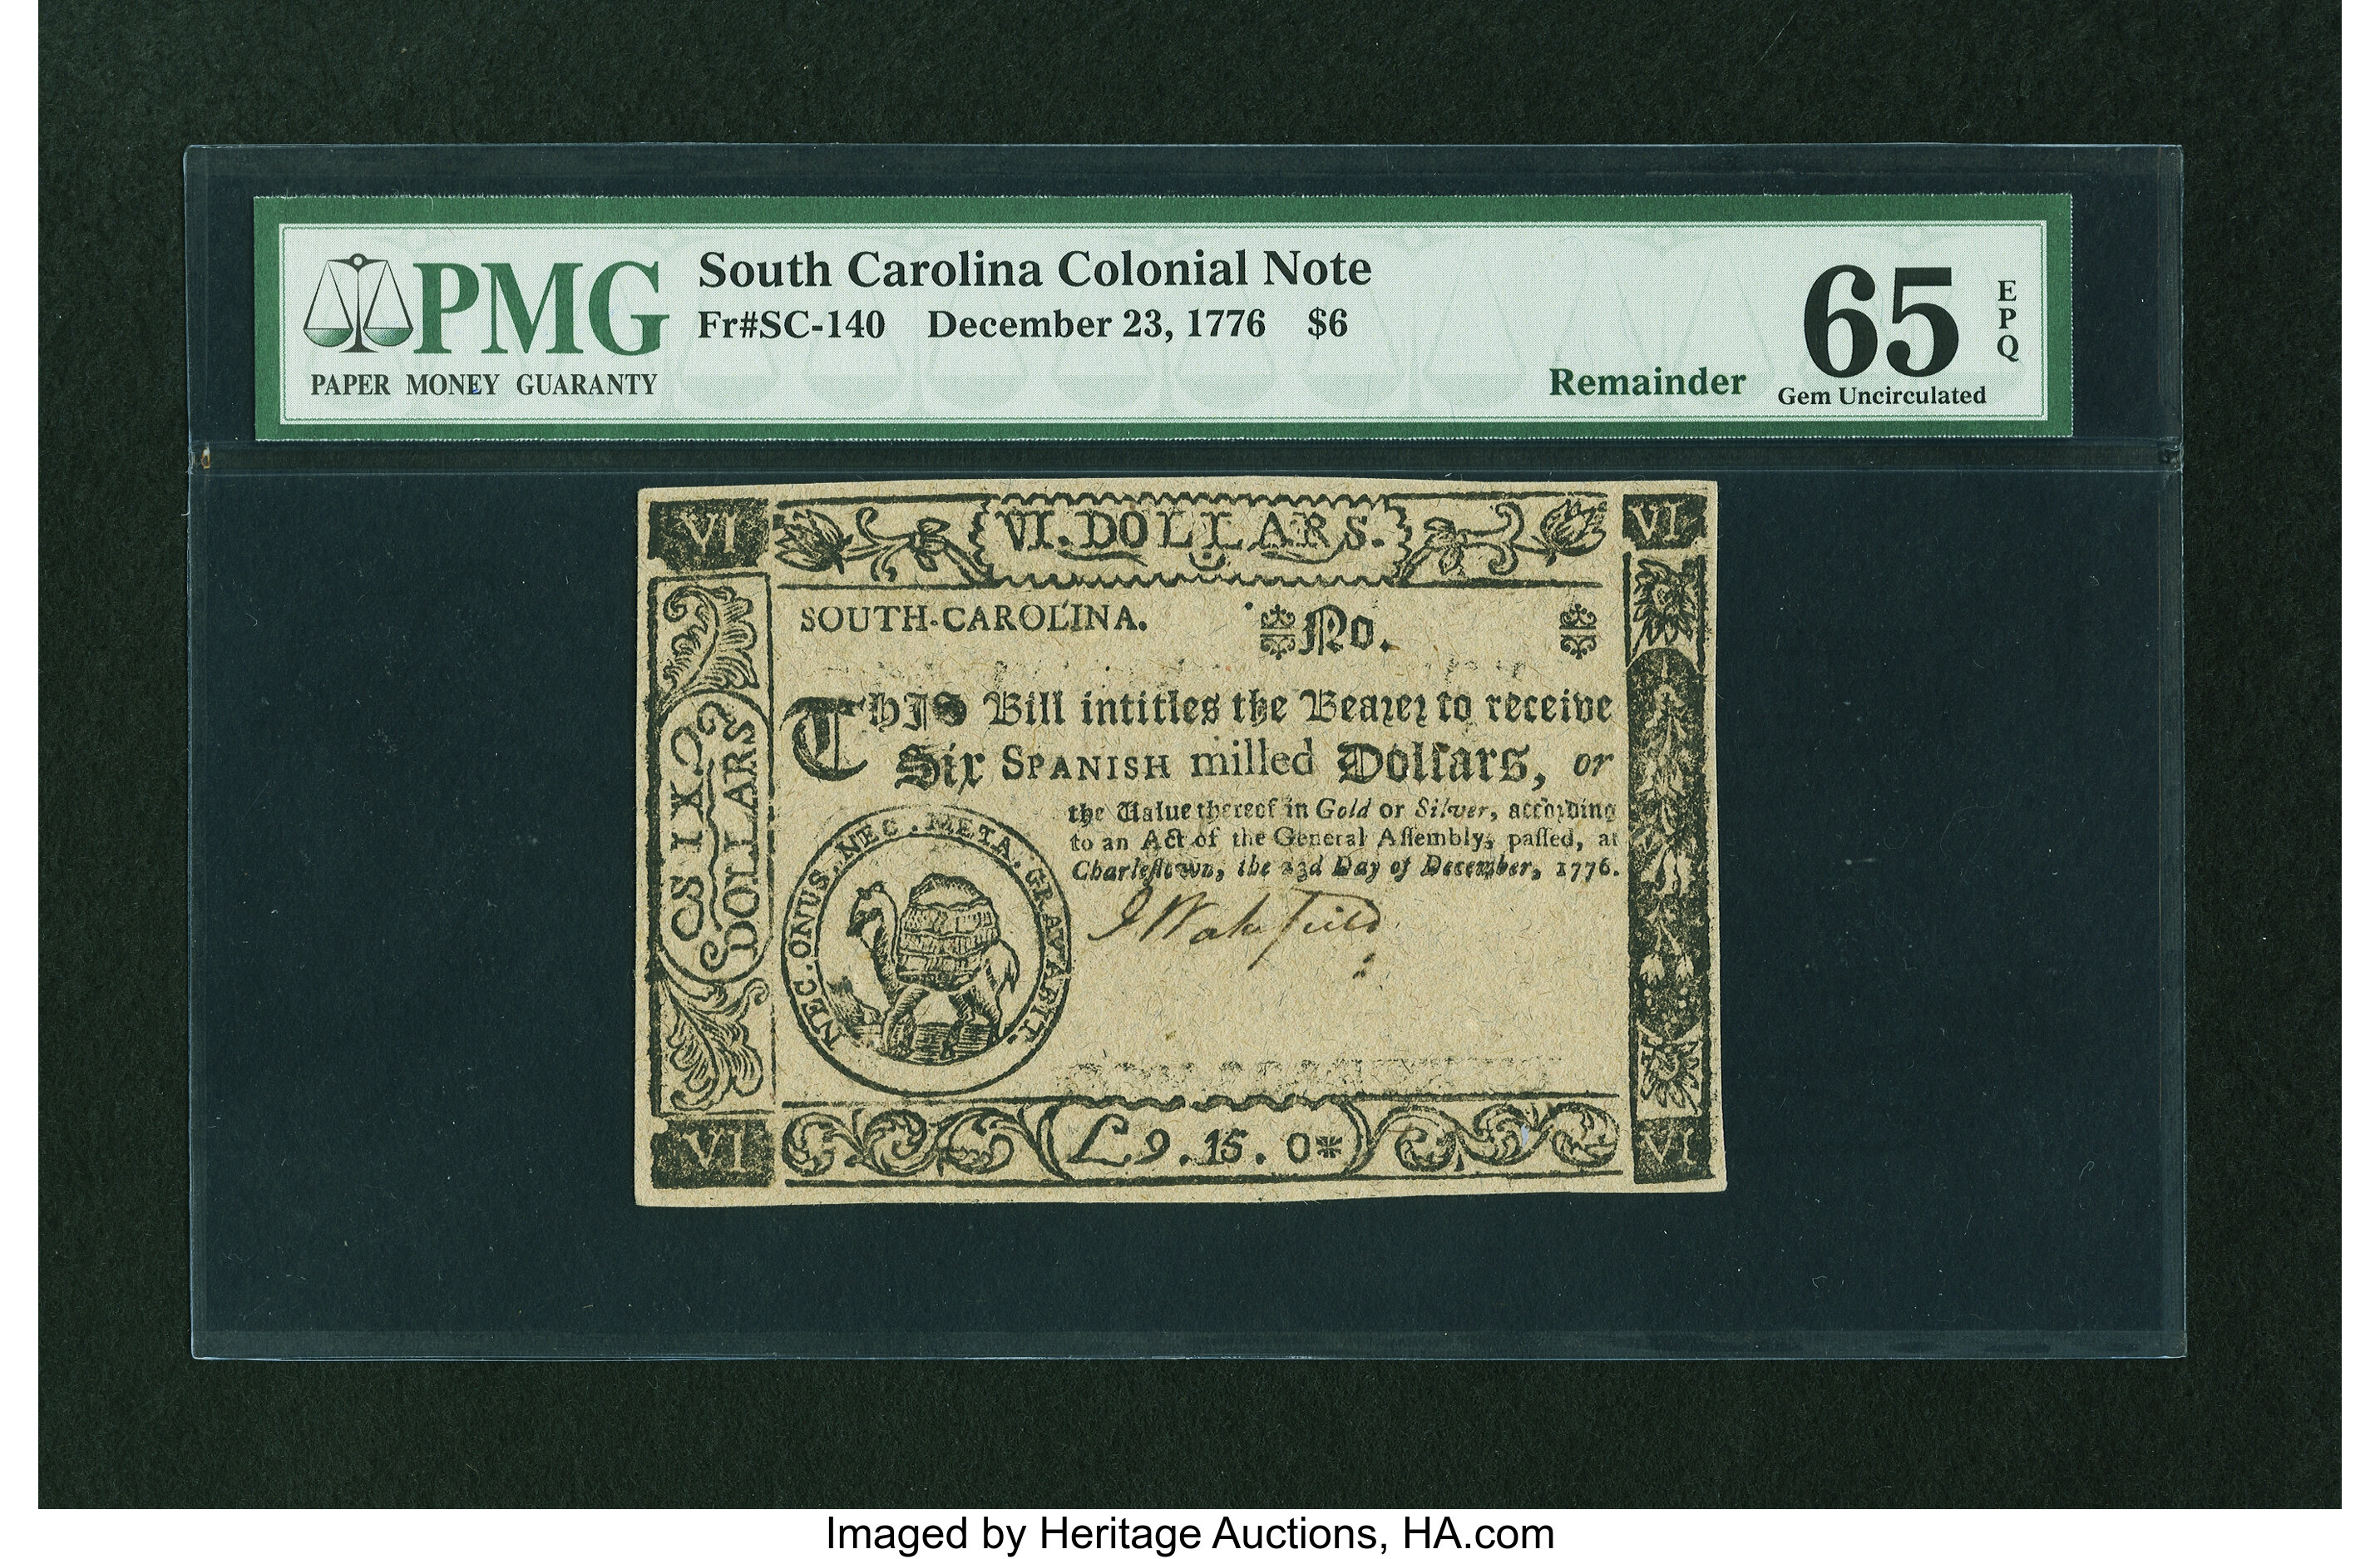 PMG
PAPER MONEY GUARANTY
South Carolina Colonial Note
Fr#SC-140 December 23, 1776 $6
Remainder
65
EPQ
Gem Uncirculated
VI
VI. DOLLARS.
VI
SOUTH-CAROLINA. No.
THIS Bill intitles the Bearer to receive
Six SPANISH milled Dollars, or
the Value thereof in Gold or Silver, according
to an Act of the General Aſſembly, paſſed, at
Charleſtown, the 23d Day of December, 1776.
SIX
DOLLARS
NEC. ONUS. NEC. META. GRAVABIT.
J Wakefield
VI
£9.15.0*
VI
Imaged by Heritage Auctions, HA.com